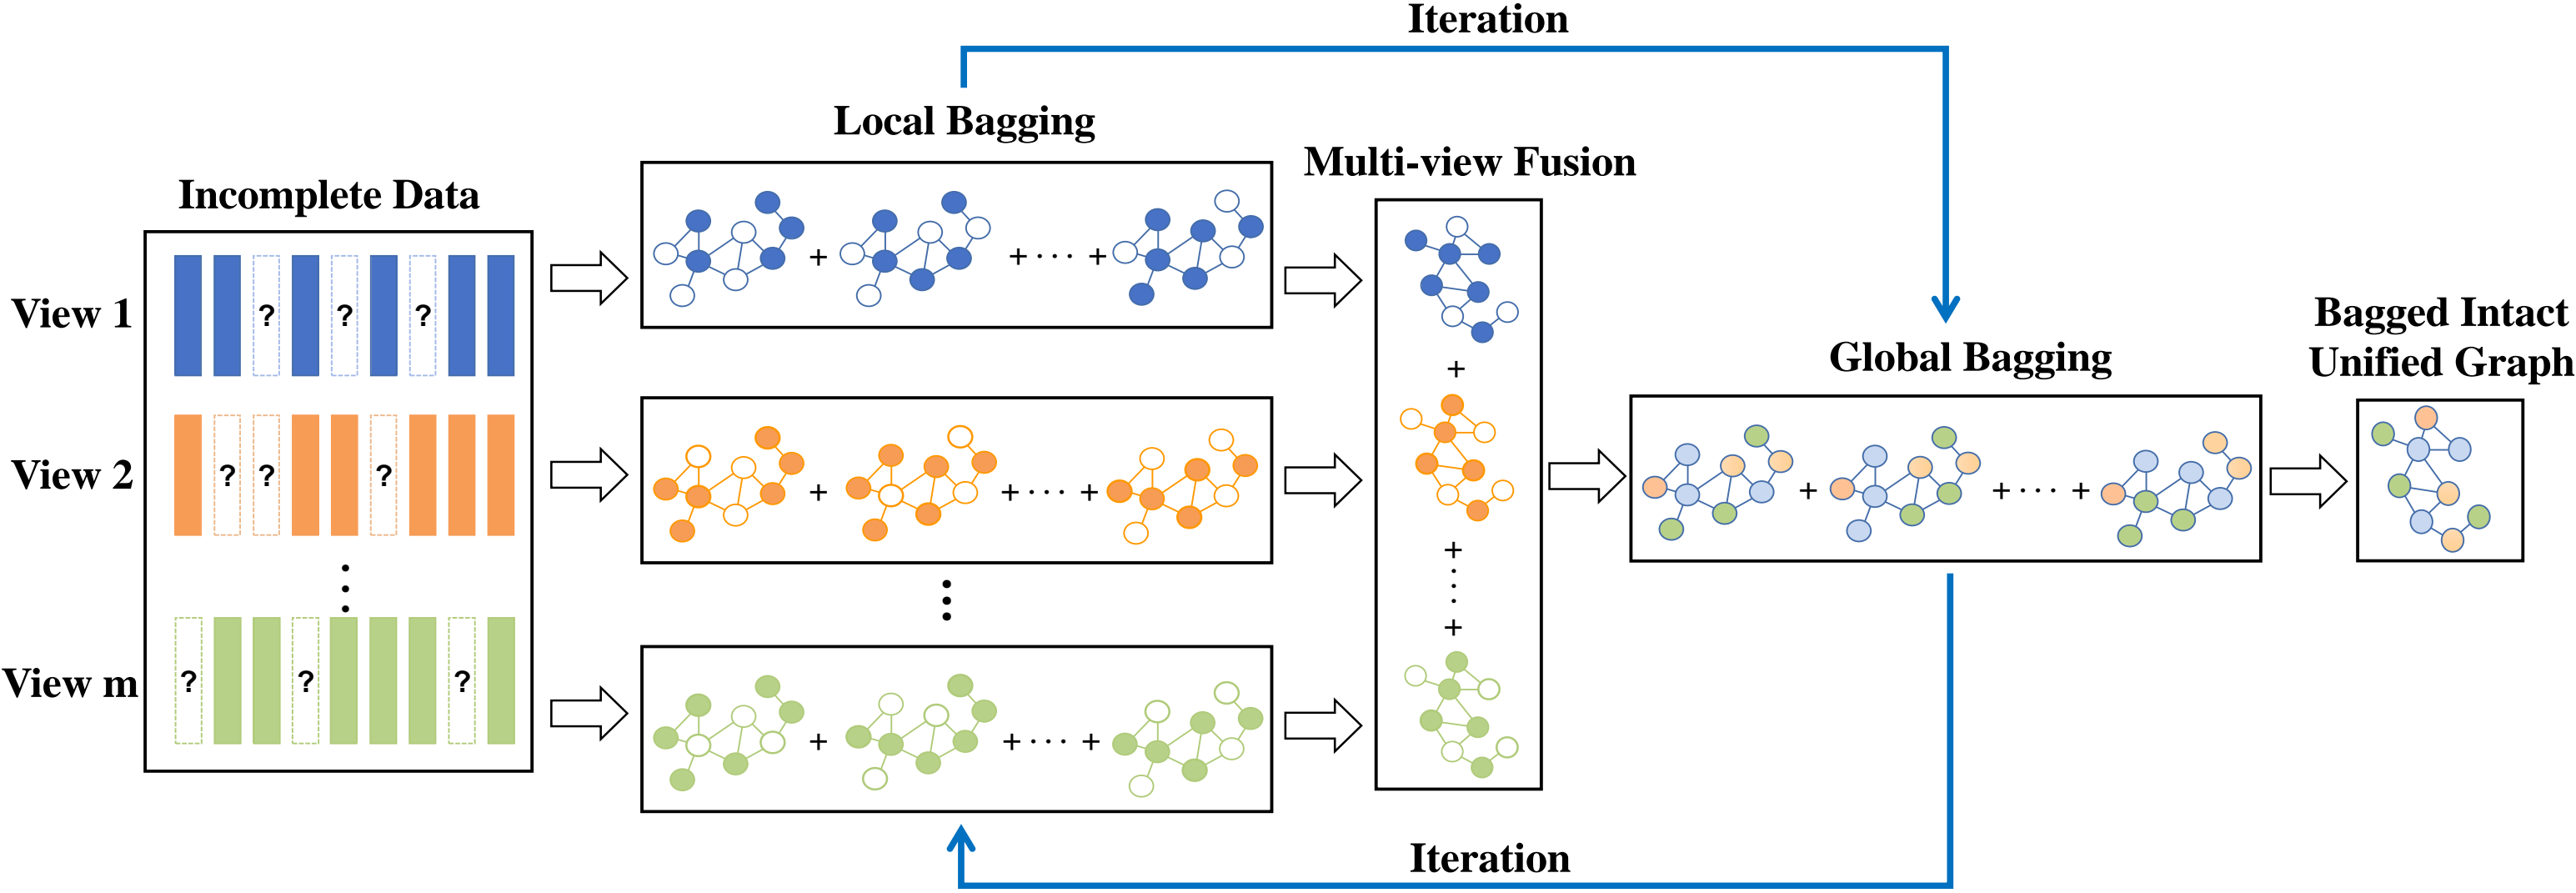 Iteration
Local Bagging
Multi-view Fusion
Incomplete Data
View 1
? ? ?
+ + · · · +
+
Bagged Intact
Unified Graph
Global Bagging
View 2
? ? ?
+ + · · · +
+ + · · · +
+
+
View m
? ? ?
+ + · · · +
Iteration